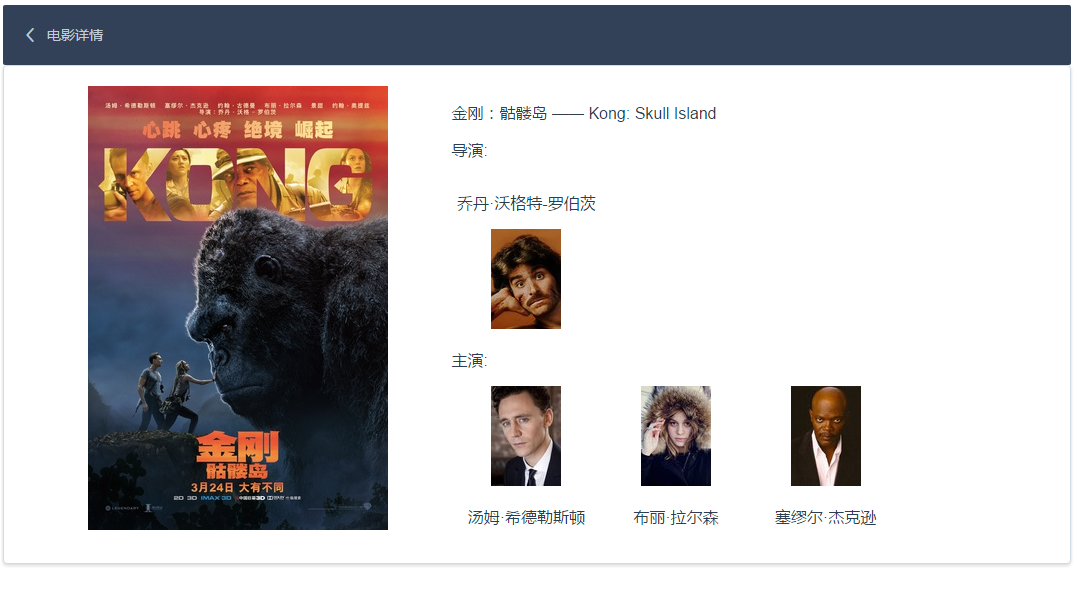 电影详情
汤姆·希德勒斯顿 塞缪尔·杰克逊 约翰·古德曼 布丽·拉尔森 景甜 约翰·奥提兹
导演：乔丹·沃格-罗伯茨
心跳 心疼 绝境 崛起
KONG
金刚
骷髅岛
3月24日 大有不同
2D 3D IMAX 3D 中国巨幕3D
LEGENDARY
金刚：骷髅岛 —— Kong: Skull Island
导演:
乔丹·沃格特-罗伯茨
主演:
汤姆·希德勒斯顿 布丽·拉尔森 塞缪尔·杰克逊